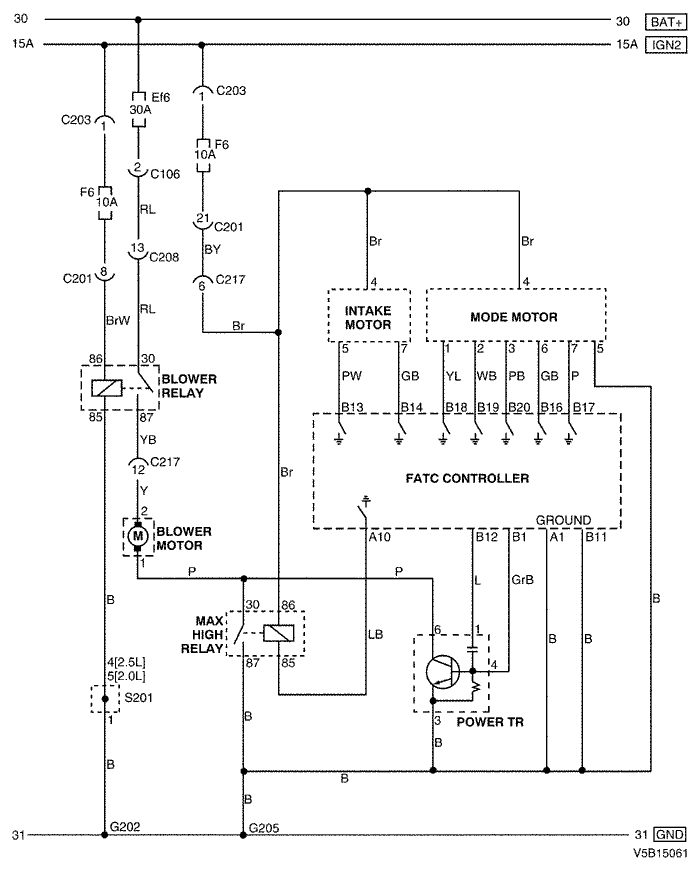 30 30 BAT+
15A 15A IGN2
C203 1
Ef6
30A
C203 1
F6
10A
F6
10A
2 C106
RL
21 C201
BY
13 C208
8 C201
6 C217
RL
BrW
Br
Br
Br
4
4
INTAKE
MOTOR
MODE MOTOR
5 7 1 2 3 6 7 5
PW GB YL WB PB GB P
B13 B14 B18 B19 B20 B16 B17
86 30
BLOWER
RELAY
85 87
YB
C217
12
Y
2
M
BLOWER
MOTOR
1
Br
FATC CONTROLLER
GROUND
A10 B12 B1 A1 B11
P
P
L
GrB
B
B
B
B
LB
30 86
MAX
HIGH
RELAY
87 85
6 1
4
3
POWER TR
B
4[2.5L]
5[2.0L]
S201
1
B
B
B
B
G202
G205
31 31 GND
V5B15061